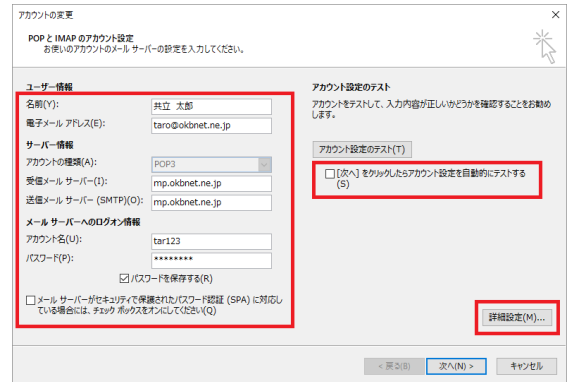 アカウントの変更
POP と IMAP のアカウント設定
お使いのアカウントのメール サーバーの設定を入力してください。
ユーザー情報
名前(Y):
共立 太郎
電子メール アドレス(E):
taro@okbnet.ne.jp
サーバー情報
アカウントの種類(A):
POP3
受信メール サーバー(I):
mp.okbnet.ne.jp
送信メール サーバー (SMTP)(O):
mp.okbnet.ne.jp
メール サーバーへのログオン情報
アカウント名(U):
tar123
パスワード(P):
********
パスワードを保存する(R)
メール サーバーがセキュリティで保護されたパスワード認証 (SPA) に対応し
ている場合には、チェック ボックスをオンにしてください(Q)
アカウント設定のテスト
アカウントをテストして、入力内容が正しいかどうかを確認することをお勧め
します。
アカウント設定のテスト(T)
[次へ] をクリックしたらアカウント設定を自動的にテストする
(S)
詳細設定(M)...
< 戻る(B)
次へ(N) >
キャンセル